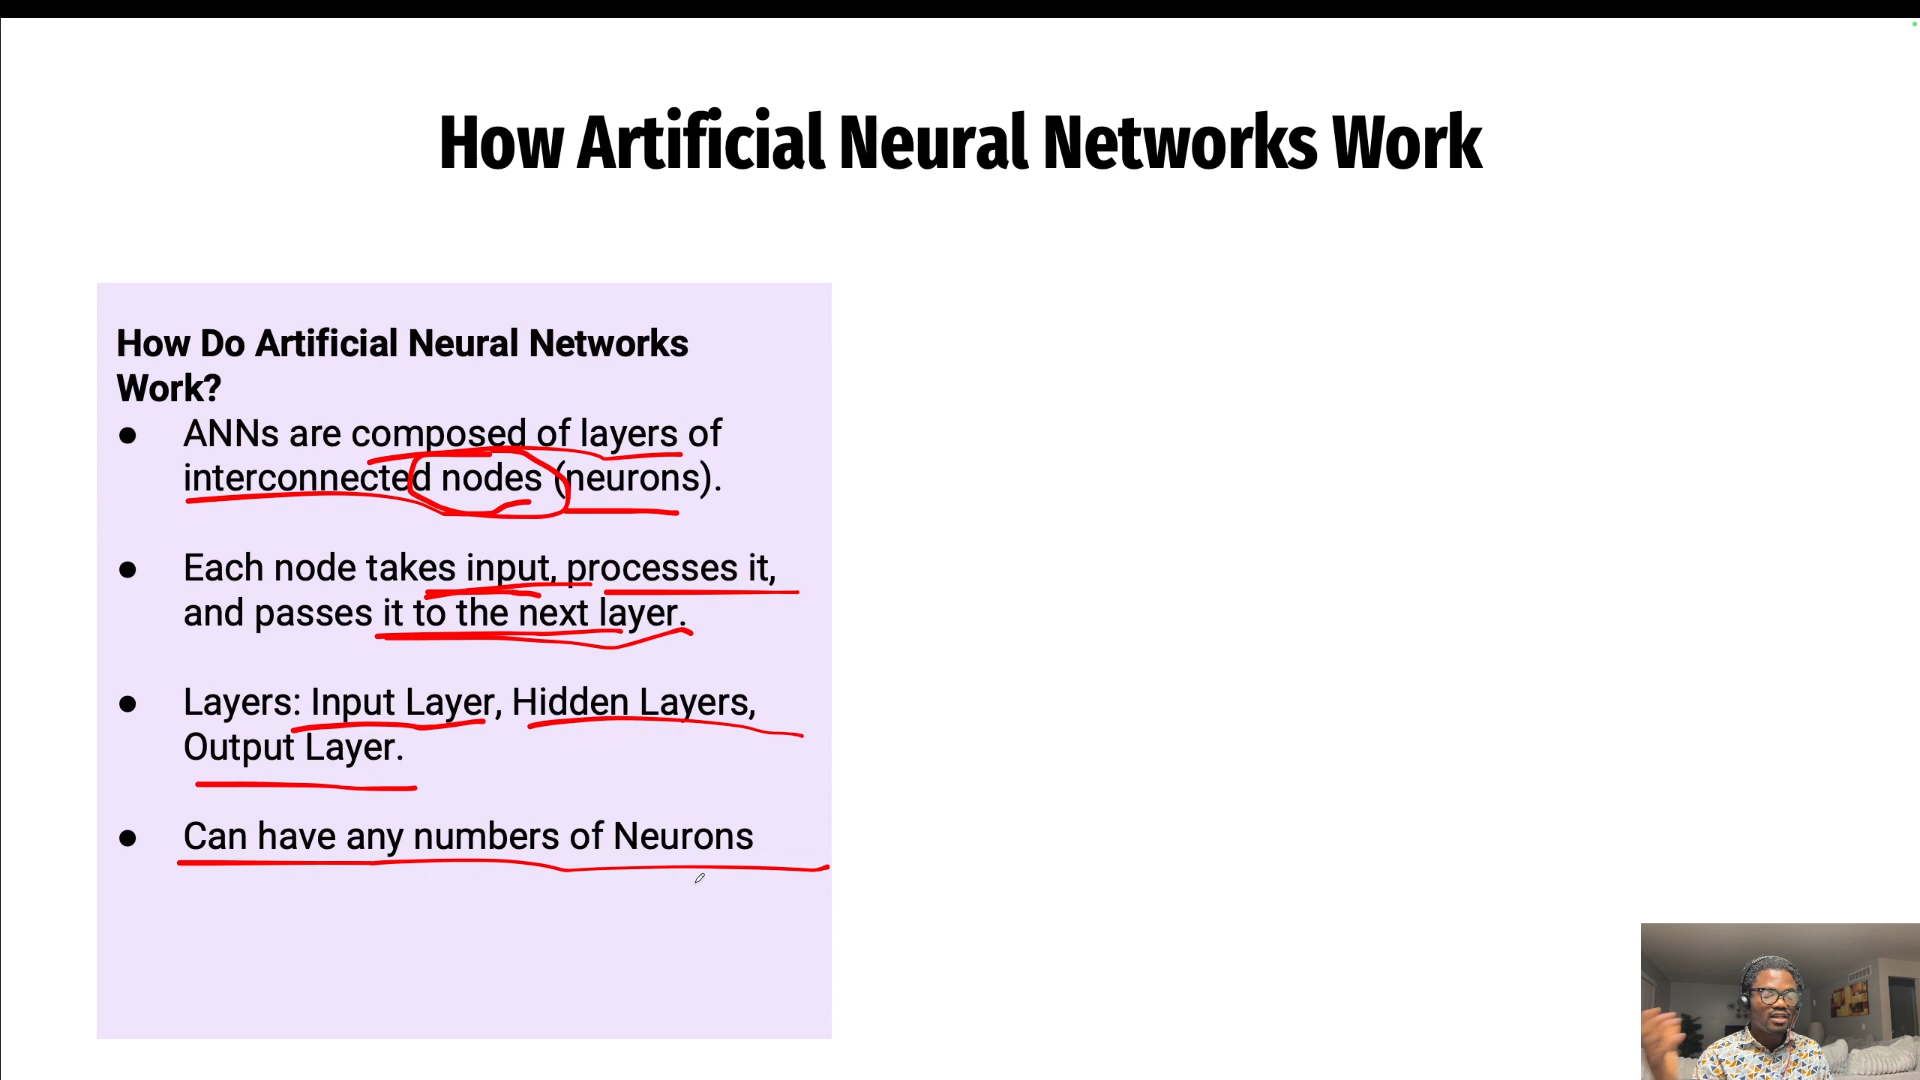 How Artificial Neural Networks Work
How Do Artificial Neural Networks
Work?
● ANNs are composed of layers of
interconnected nodes (neurons).
● Each node takes input, processes it,
and passes it to the next layer.
● Layers: Input Layer, Hidden Layers,
Output Layer.
● Can have any numbers of Neurons